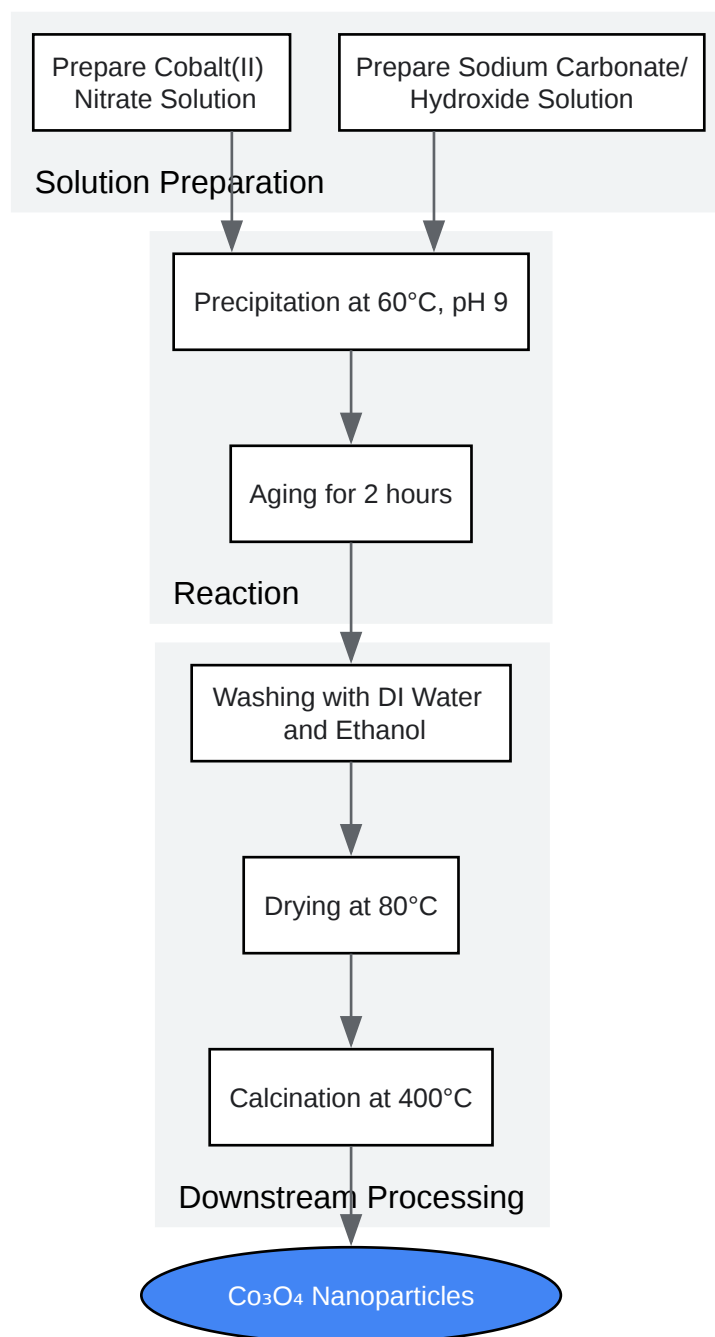 Prepare Cobalt(II)
Nitrate Solution
Prepare Sodium Carbonate/
Hydroxide Solution
Solution Preparation
Precipitation at 60°C, pH 9
Aging for 2 hours
Reaction
Washing with DI Water
and Ethanol
Drying at 80°C
Calcination at 400°C
Downstream Processing
Co₃O₄ Nanoparticles